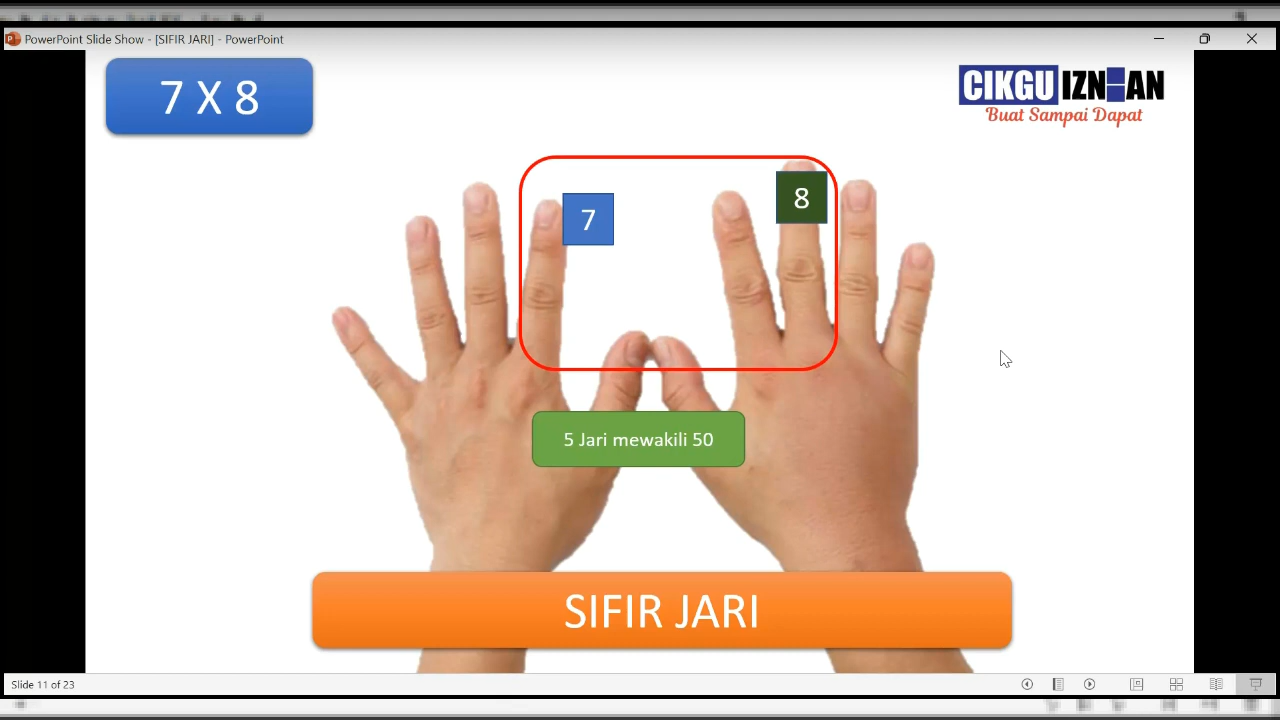 PowerPoint Slide Show - [SIFIR JARI] - PowerPoint
7 X 8
CIKGU IZNAN
Buat Sampai Dapat
7
8
5 Jari mewakili 50
SIFIR JARI
Slide 11 of 23